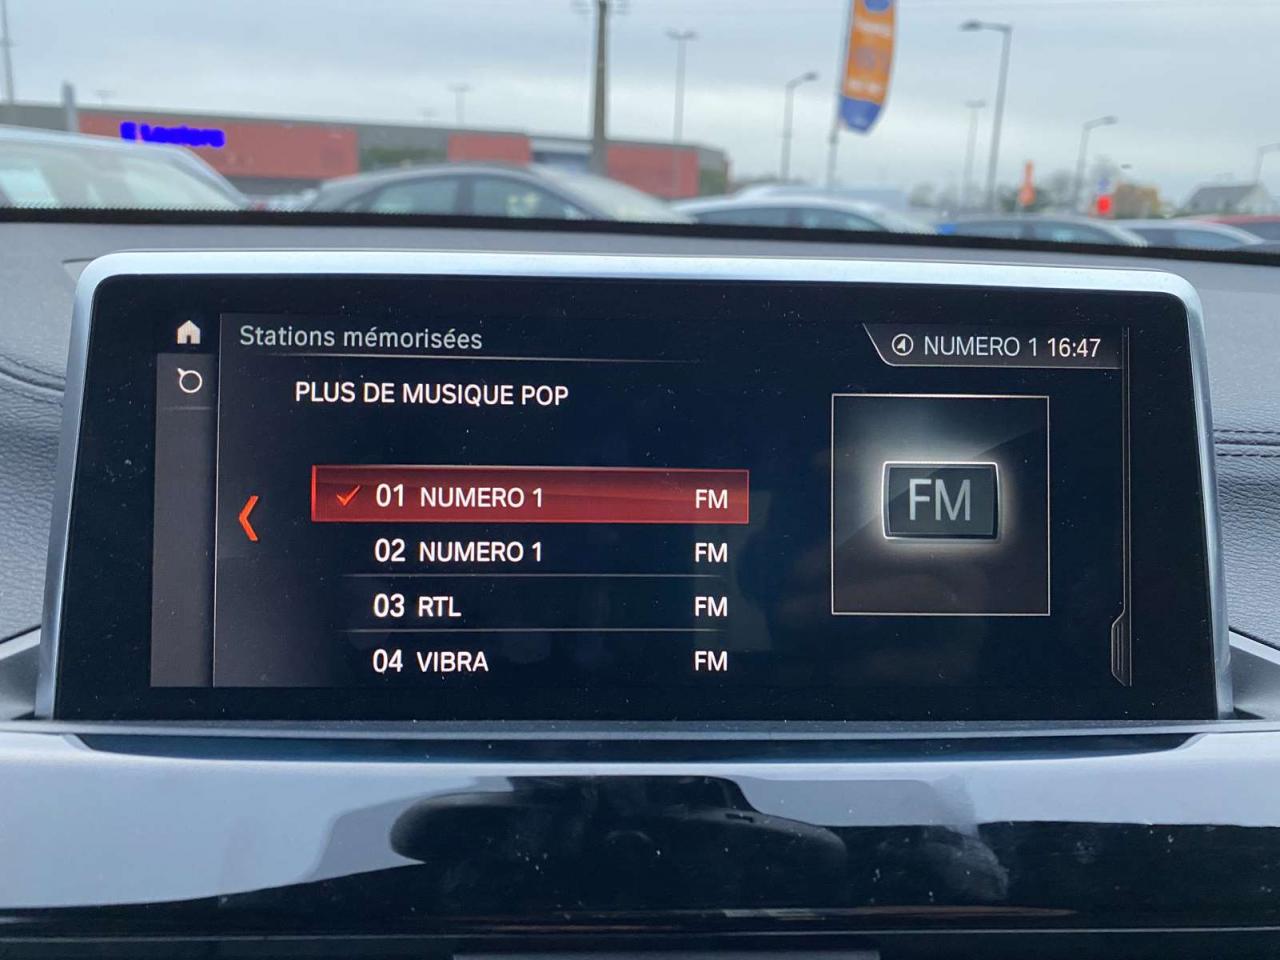 Stations mémorisées
NUMERO 1 16:47
PLUS DE MUSIQUE POP
01 NUMERO 1 FM
02 NUMERO 1 FM
03 RTL FM
04 VIBRA FM
FM